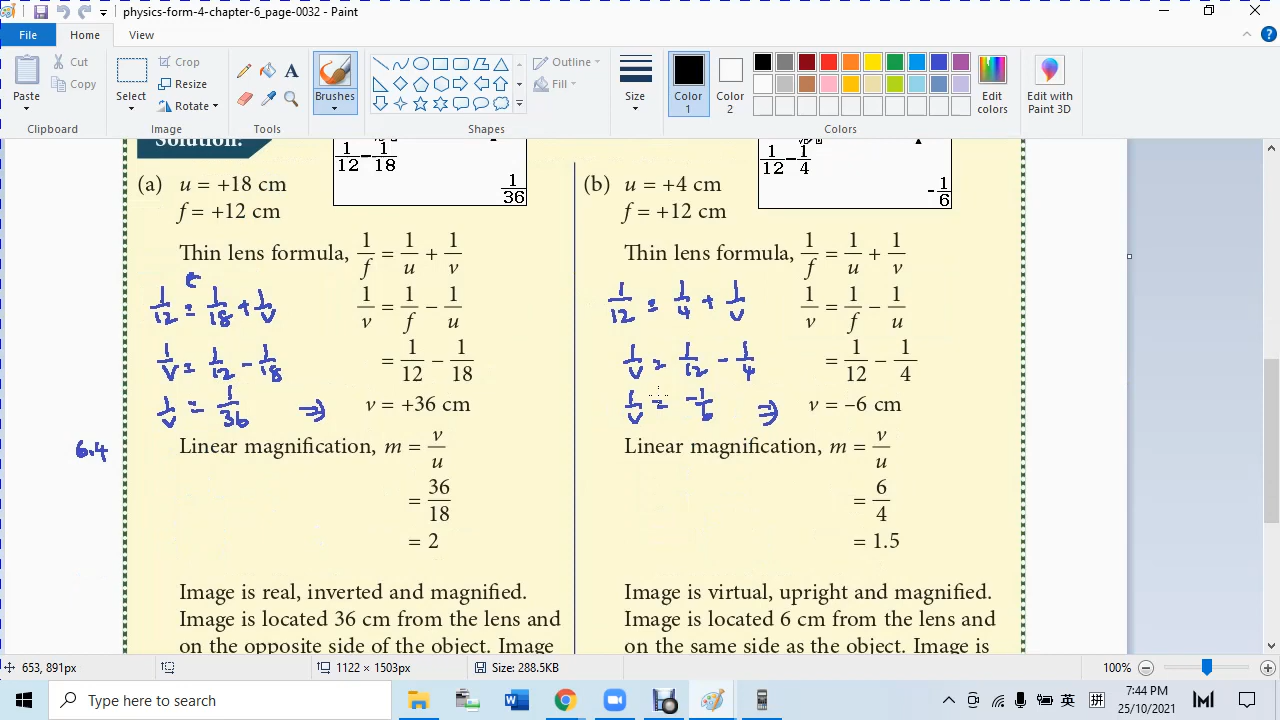 physics-form-4-chapter-6_page-0032 - Paint
File Home View
Paste Cut Copy Clipboard
Select Crop Resize Rotate Image
Tools
Brushes
Outline Fill Shapes
Size
Color 1 Color 2 Edit colors Colors
Edit with Paint 3D
Solution:
1/12 − 1/18
1/36
(a) u = +18 cm
f = +12 cm
Thin lens formula, 1/f = 1/u + 1/v
1/12 = 1/18 + 1/v
1/v = 1/f − 1/u
1/v = 1/12 − 1/18
= 1/12 − 1/18
1/v = 1/36 ⇒ v = +36 cm
6.4
Linear magnification, m = v/u
= 36/18
= 2
Image is real, inverted and magnified.
Image is located 36 cm from the lens and
on the opposite side of the object. Image
1/12 − 1/4
-1/6
(b) u = +4 cm
f = +12 cm
Thin lens formula, 1/f = 1/u + 1/v
1/12 = 1/4 + 1/v
1/v = 1/f − 1/u
1/v = 1/12 − 1/4
= 1/12 − 1/4
1/v = -1/6 ⇒ v = –6 cm
Linear magnification, m = v/u
= 6/4
= 1.5
Image is virtual, upright and magnified.
Image is located 6 cm from the lens and
on the same side as the object. Image is
653, 891px 1122 × 1503px Size: 288.5KB 100%
Type here to search
英 拼 7:44 PM
25/10/2021